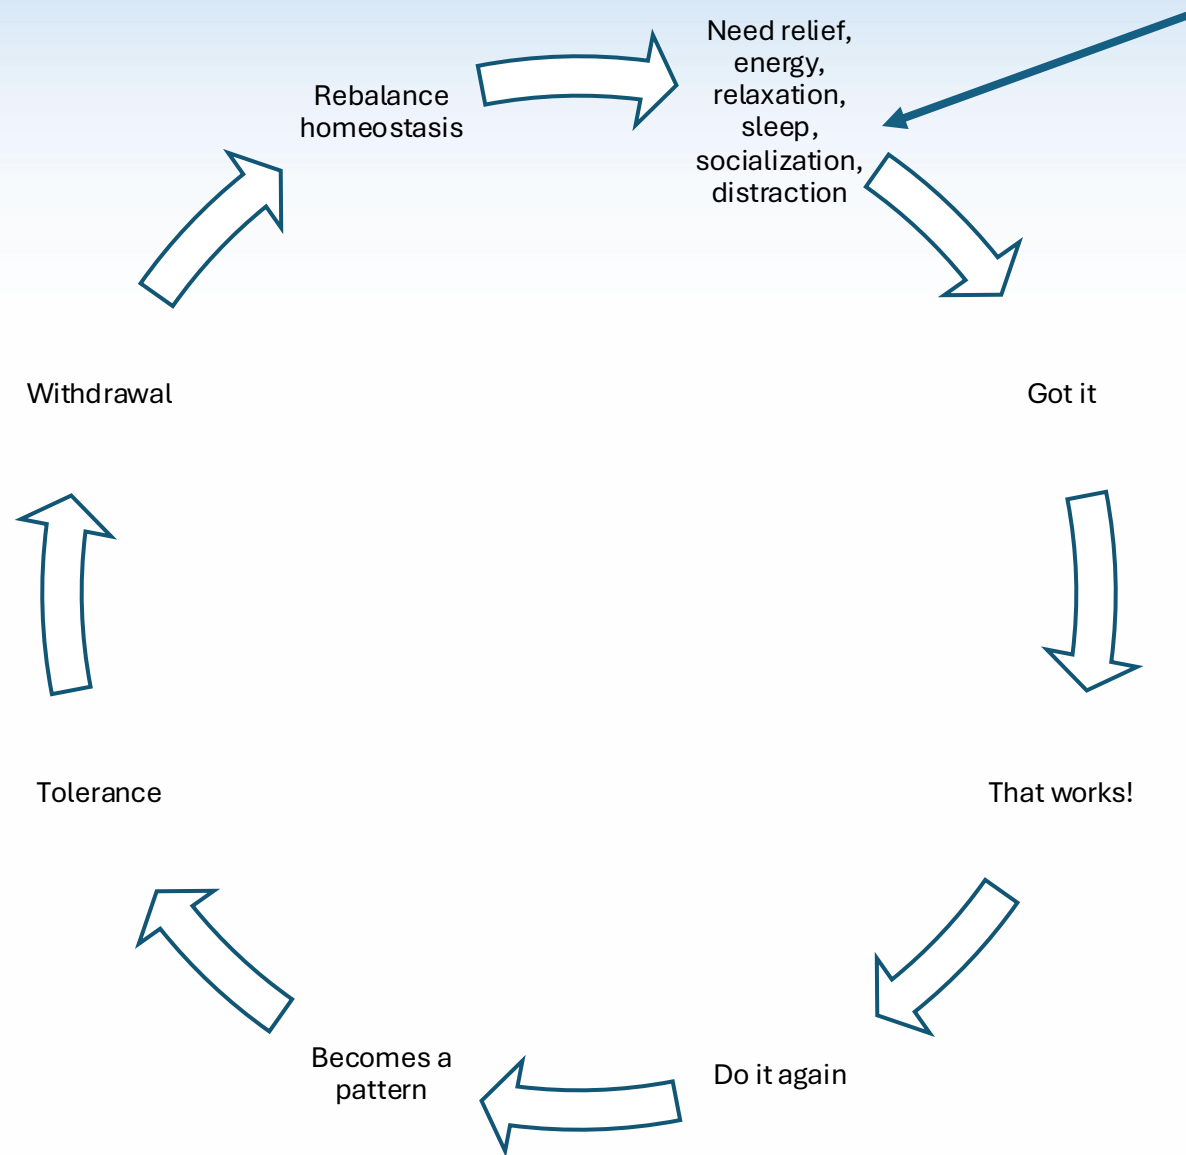 Need relief,
energy,
relaxation,
sleep,
socialization,
distraction
Got it
That works!
Do it again
Becomes a
pattern
Tolerance
Withdrawal
Rebalance
homeostasis